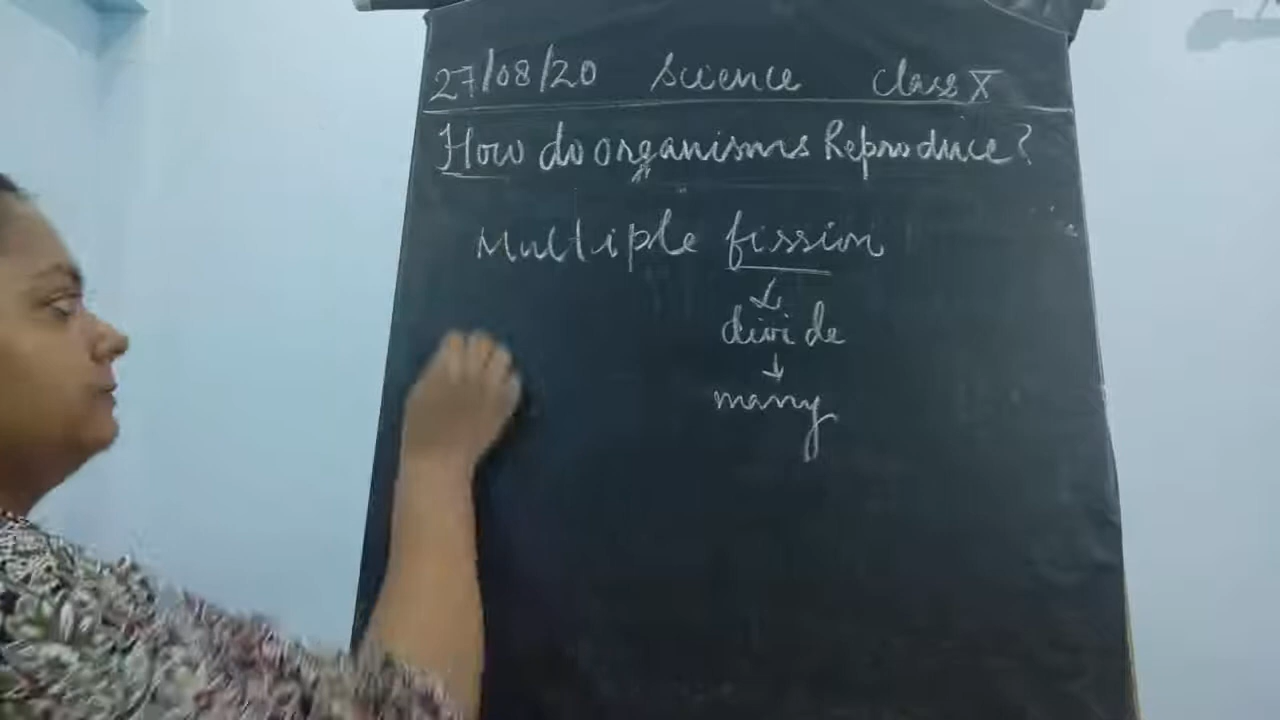 27/08/20 Science Class X
How do organisms Reproduce?
Multiple fission
↓
divide
↓
many